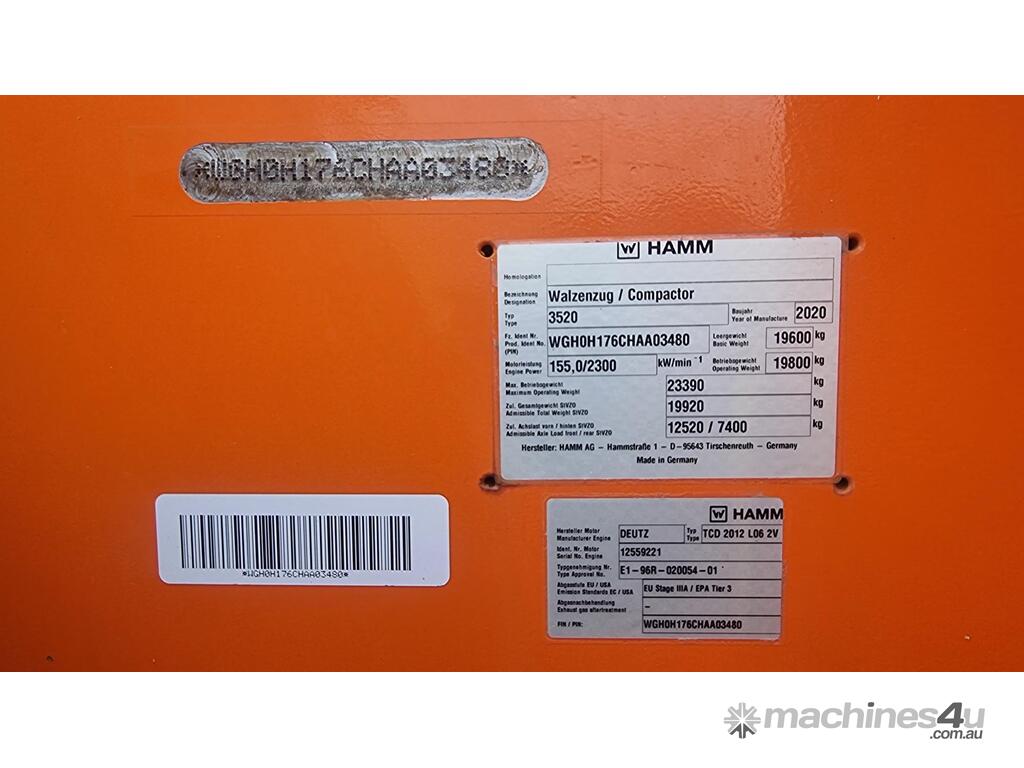 *WGH0H176CHAA03480*
HAMM
Homologation
Bezeichnung Walzenzug / Compactor
Designation
Typ 3520 Baujahr 2020
Type Year of Manufacture
Fz. Ident Nr. WGH0H176CHAA03480 Leergewicht 19600 kg
Prod. Ident No. Basic Weight
(PIN)
Motorleistung 155,0/2300 kW/min -1 Betriebsgewicht 19800 kg
Engine Power Operating Weight
Max. Betriebsgewicht 23390 kg
Maximum Operating Weight
Zul. Gesamtgewicht StVZO 19920 kg
Admissible Total Weight StVZO
Zul. Achslast vorn / hinten StVZO 12520 / 7400 kg
Admissible Axle Load front / rear StVZO
Hersteller: HAMM AG - Hammstraße 1 - D-95643 Tirschenreuth - Germany
Made in Germany
HAMM
Hersteller Motor DEUTZ Typ TCD 2012 L06 2V
Manufacturer Engine Type
Ident. Nr. Motor 12559221
Serial No. Engine
Typgenehmigung Nr. E1-96R-020054-01
Type Approval No.
Abgasstufe EU / USA EU Stage IIIA / EPA Tier 3
Emission Standards EC / USA
Abgasnachbehandlung -
Exhaust gas aftertreatment
FIN / PIN: WGH0H176CHAA03480
*WGH0H176CHAA03480*
machines4u
.com.au